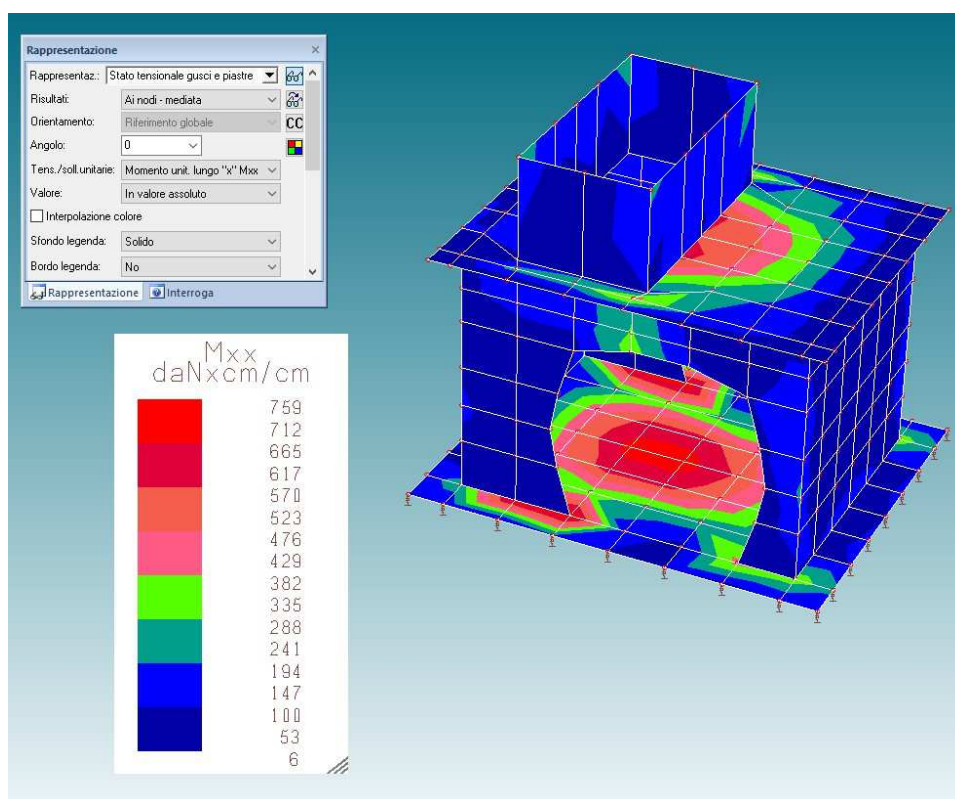 Rappresentazione
Rappresentaz.: Stato tensionale gusci e piastre
Risultati: Ai nodi - mediata
Orientamento: Riferimento globale
CC
Angolo: 0
Tens./soll.unitarie: Momento unit. lungo "x" Mxx
Valore: In valore assoluto
Interpolazione colore
Sfondo legenda: Solido
Bordo legenda: No
Rappresentazione Interroga
Mxx
daNxcm/cm
759
712
665
617
570
523
476
429
382
335
288
241
194
147
100
53
6